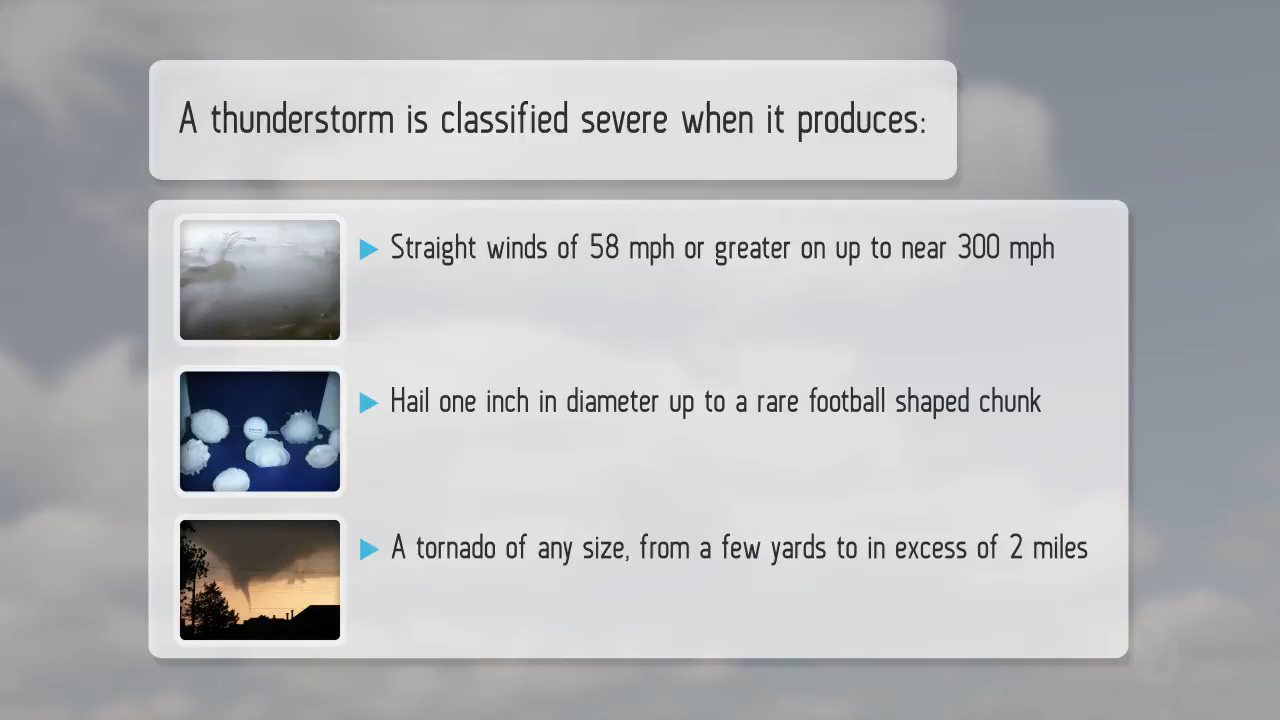 A thunderstorm is classified severe when it produces:
Straight winds of 58 mph or greater on up to near 300 mph
Hail one inch in diameter up to a rare football shaped chunk
A tornado of any size, from a few yards to in excess of 2 miles